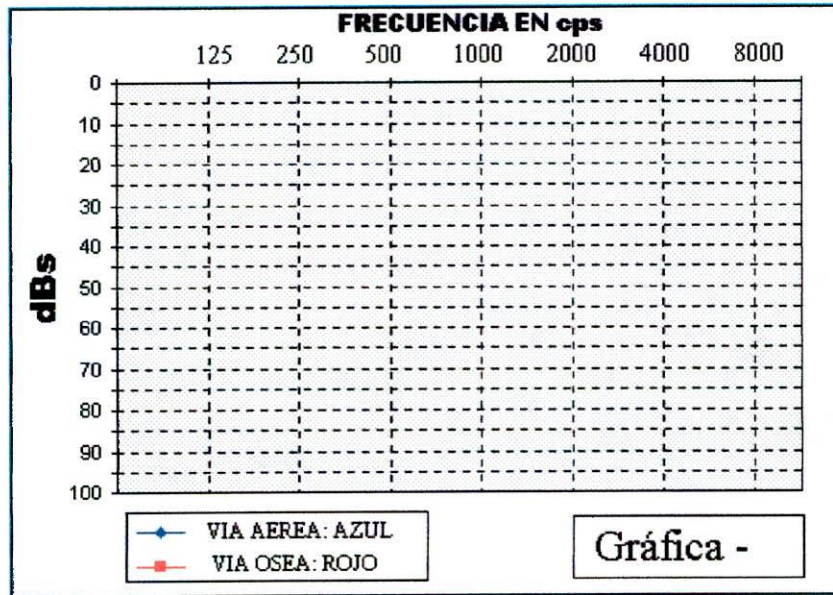 FRECUENCIA EN cps
125 250 500 1000 2000 4000 8000
0
10
20
30
40
50
60
70
80
90
100
dBs
VIA AEREA: AZUL
VIA OSEA: ROJO
Gráfica -